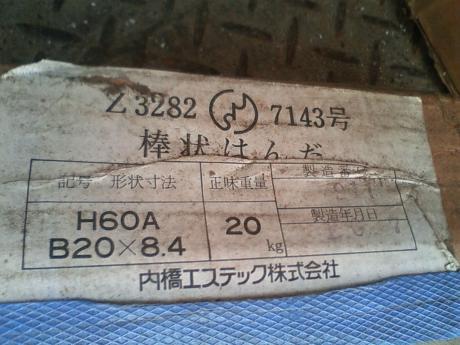 Z 3282 7143号
棒状はんだ
記号 形状寸法 正味重量 製造番号
H60A
B20×8.4 20 kg 製造年月日
内橋エステック株式会社